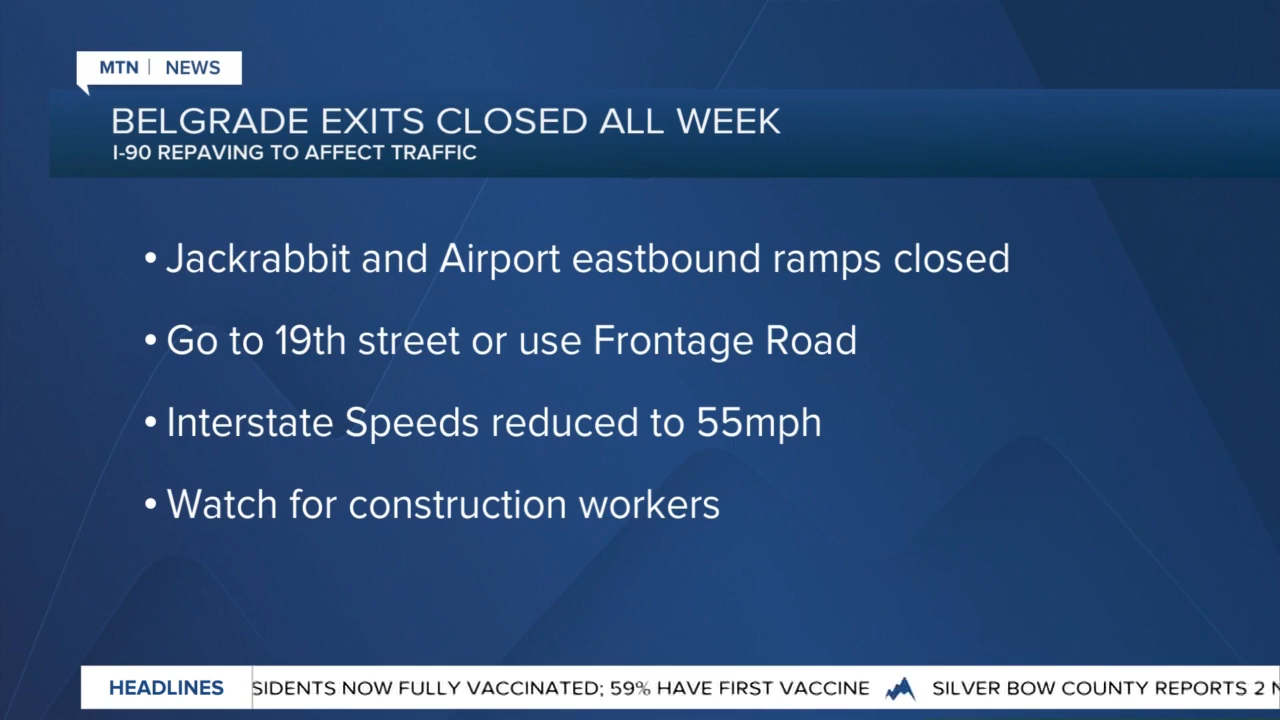 MTN | NEWS
BELGRADE EXITS CLOSED ALL WEEK
I-90 REPAVING TO AFFECT TRAFFIC
• Jackrabbit and Airport eastbound ramps closed
• Go to 19th street or use Frontage Road
• Interstate Speeds reduced to 55mph
• Watch for construction workers
HEADLINES SIDENTS NOW FULLY VACCINATED; 59% HAVE FIRST VACCINE SILVER BOW COUNTY REPORTS 2